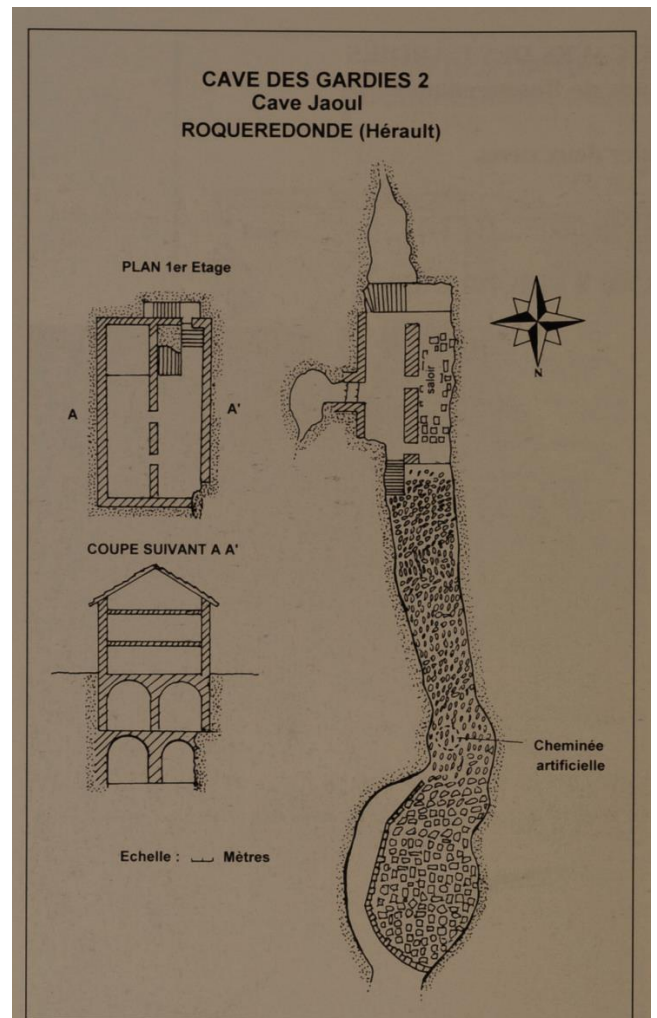 CAVE DES GARDIES 2
Cave Jaoul
ROQUEREDONDE (Hérault)
PLAN 1er Etage
A
A'
COUPE SUIVANT A A'
Echelle : Mètres
saloir
N
Cheminée
artificielle